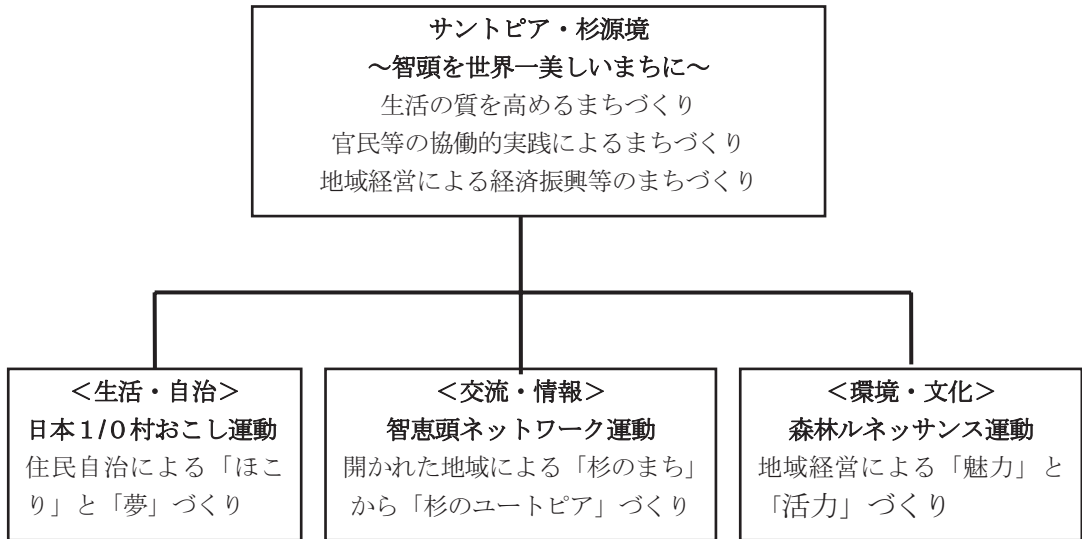 サントピア・杉源境
～智頭を世界一美しいまちに～
生活の質を高めるまちづくり
官民等の協働的実践によるまちづくり
地域経営による経済振興等のまちづくり
＜生活・自治＞
日本１/０村おこし運動
住民自治による「ほこ
り」と「夢」づくり
＜交流・情報＞
智恵頭ネットワーク運動
開かれた地域による「杉のまち」
から「杉のユートピア」づくり
＜環境・文化＞
森林ルネッサンス運動
地域経営による「魅力」と
「活力」づくり